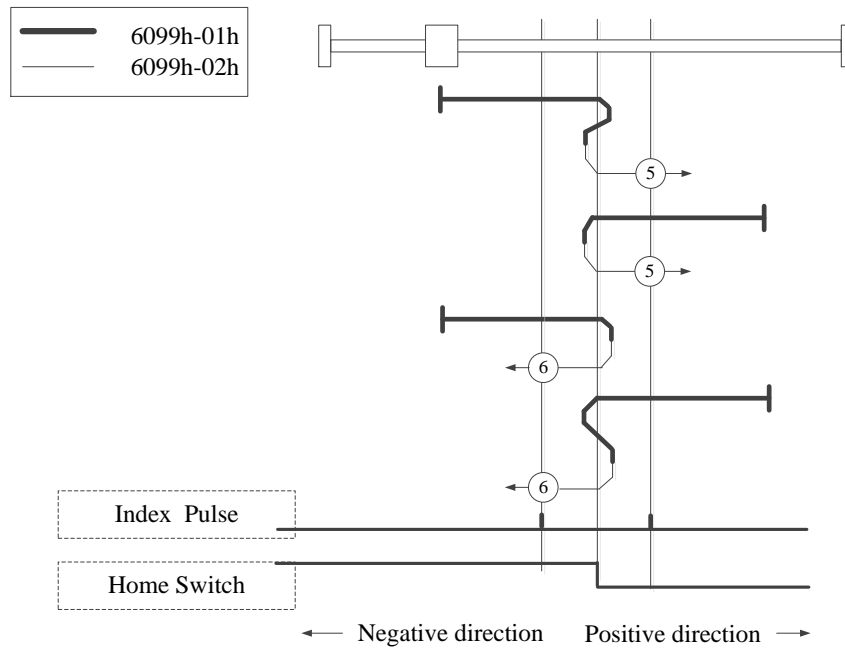 6099h-01h
6099h-02h
5
5
6
6
Index Pulse
Home Switch
Negative direction Positive direction